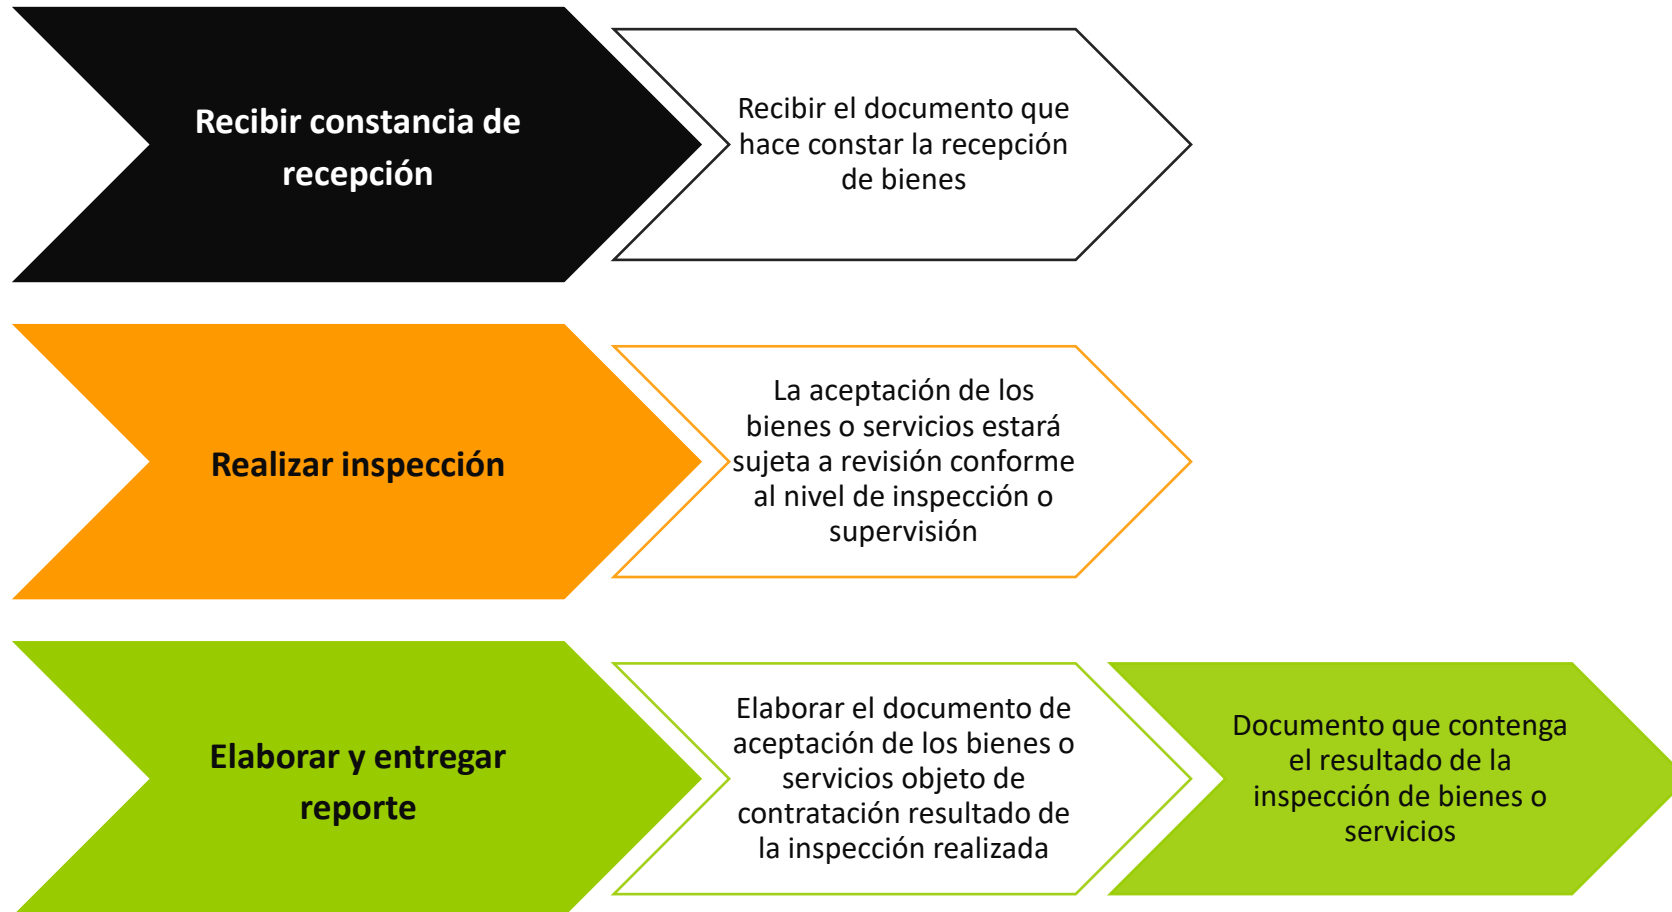 Recibir constancia de
recepción
Recibir el documento que
hace constar la recepción
de bienes
Realizar inspección
La aceptación de los
bienes o servicios estará
sujeta a revisión conforme
al nivel de inspección o
supervisión
Elaborar y entregar
reporte
Elaborar el documento de
aceptación de los bienes o
servicios objeto de
contratación resultado de
la inspección realizada
Documento que contenga
el resultado de la
inspección de bienes o
servicios